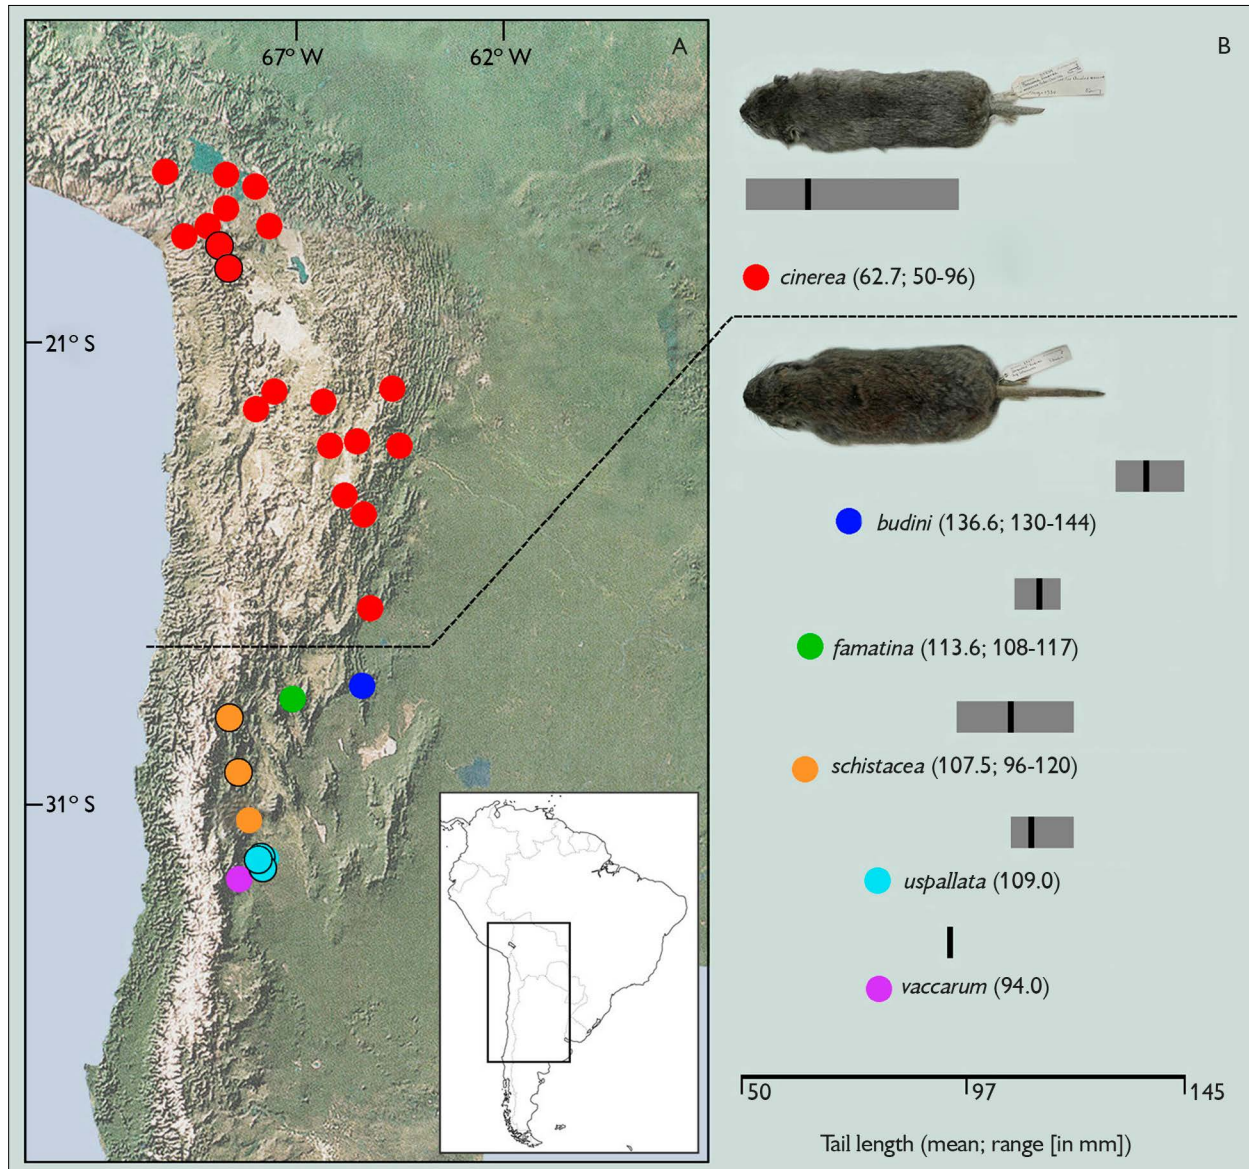 67° W
62° W
A
B
cinerea (62.7; 50-96)
21° S
budini (136.6; 130-144)
famatina (113.6; 108-117)
schistacea (107.5; 96-120)
31° S
uspallata (109.0)
vaccarum (94.0)
50
97
145
Tail length (mean; range [in mm])